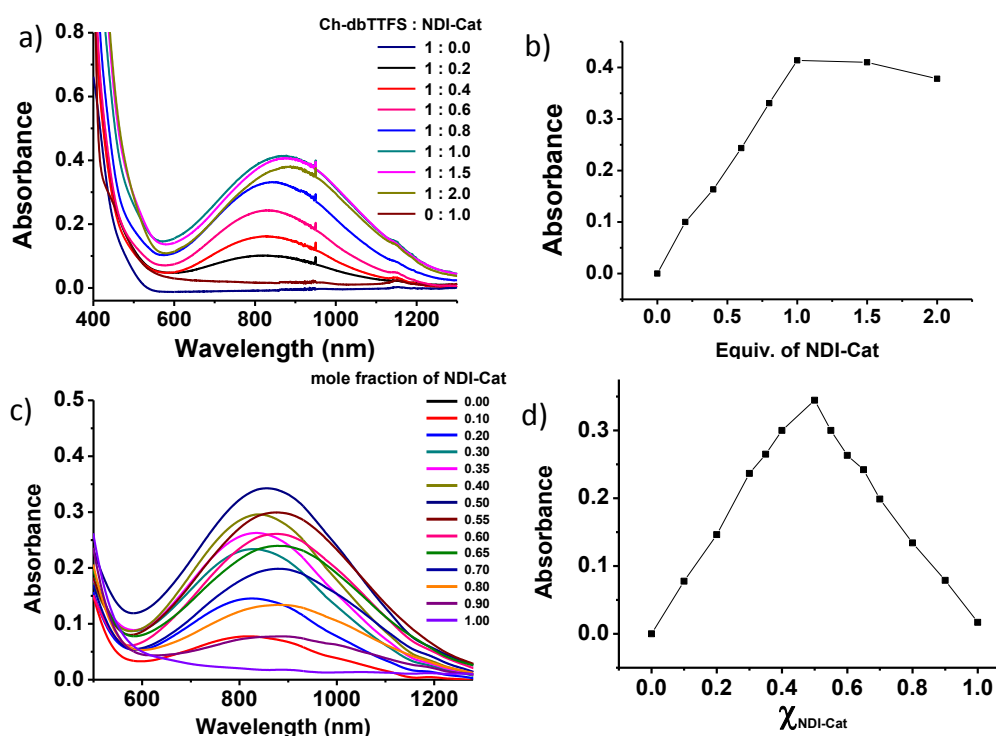 a)
Ch-dbTTFS : NDI-Cat
1 : 0.0
1 : 0.2
1 : 0.4
1 : 0.6
1 : 0.8
1 : 1.0
1 : 1.5
1 : 2.0
0 : 1.0
0.8
0.6
0.4
0.2
0.0
Absorbance
400 600 800 1000 1200
Wavelength (nm)
b)
0.4
0.3
0.2
0.1
0.0
Absorbance
0.0 0.5 1.0 1.5 2.0
Equiv. of NDI-Cat
c)
mole fraction of NDI-Cat
0.00
0.10
0.20
0.30
0.35
0.40
0.50
0.55
0.60
0.65
0.70
0.80
0.90
1.00
0.5
0.4
0.3
0.2
0.1
0.0
Absorbance
600 800 1000 1200
Wavelength (nm)
d)
0.3
0.2
0.1
0.0
Absorbance
0.0 0.2 0.4 0.6 0.8 1.0
χNDI-Cat